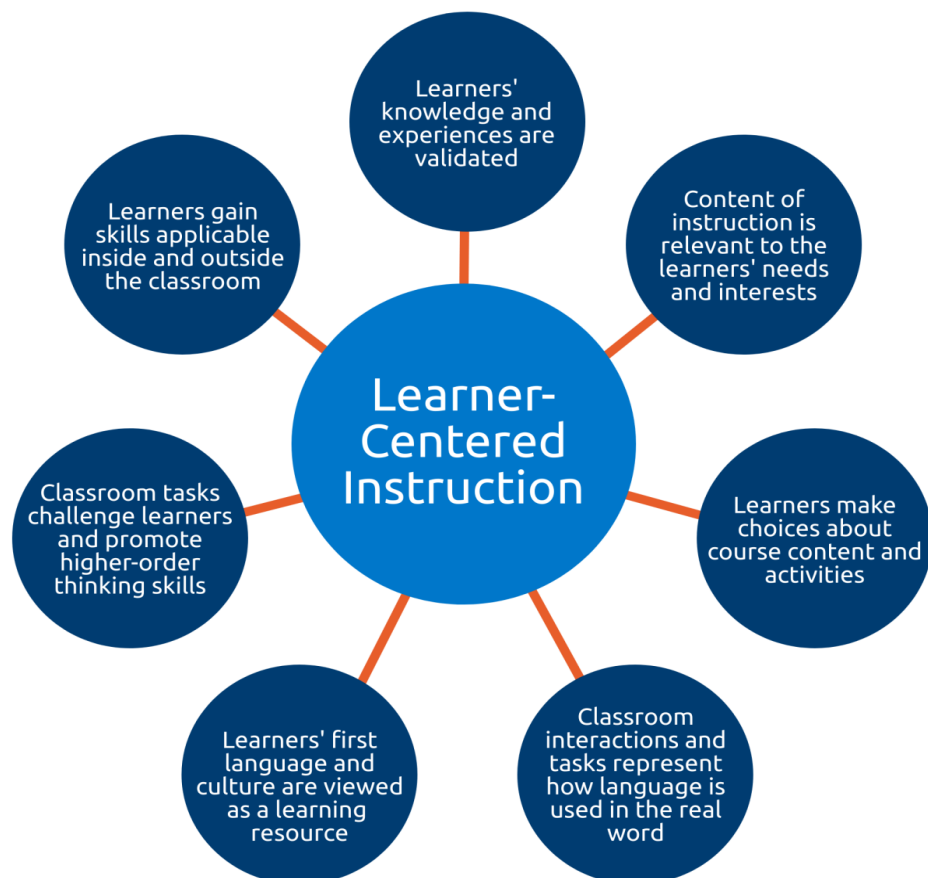 Learners'
knowledge and
experiences are
validated
Content of
instruction is
relevant to the
learners' needs
and interests
Learners make
choices about
course content and
activities
Classroom
interactions and
tasks represent
how language is
used in the real
word
Learners' first
language and
culture are viewed
as a learning
resource
Classroom tasks
challenge learners
and promote
higher-order
thinking skills
Learners gain
skills applicable
inside and outside
the classroom
Learner-
Centered
Instruction